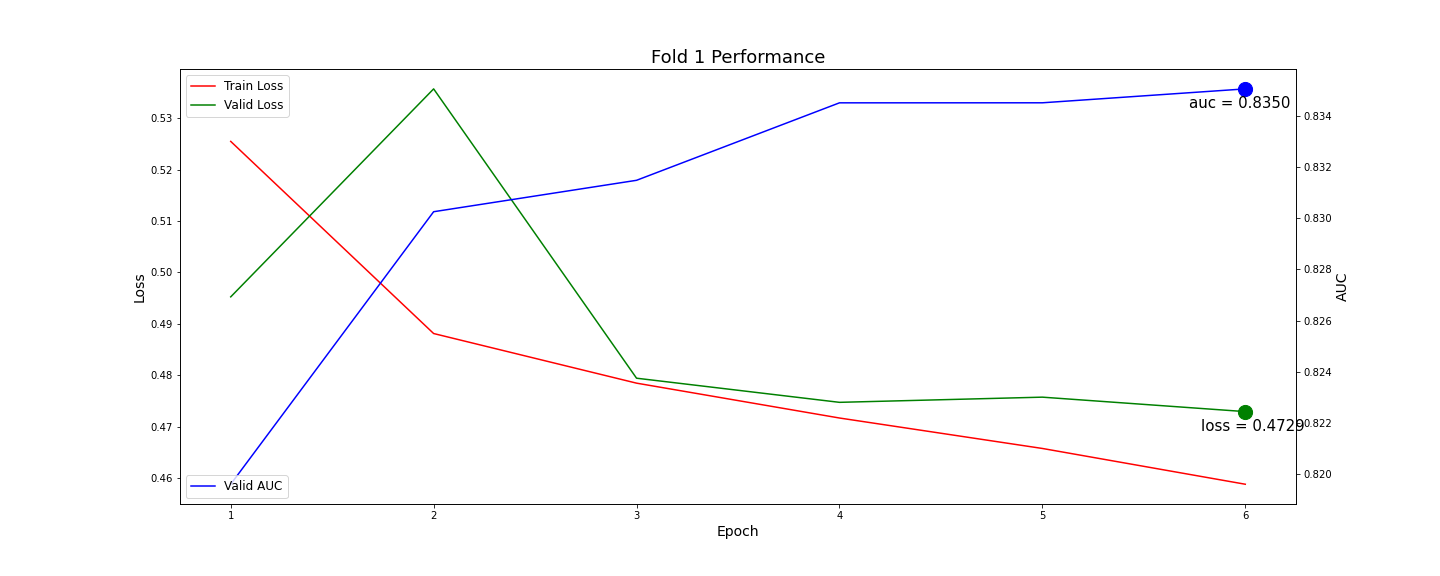 Fold 1 Performance
Train Loss
Valid Loss
Valid AUC
auc = 0.8350
loss = 0.4729
Loss
0.53
0.52
0.51
0.50
0.49
0.48
0.47
0.46
AUC
0.834
0.832
0.830
0.828
0.826
0.824
0.822
0.820
1 2 3 4 5 6
Epoch